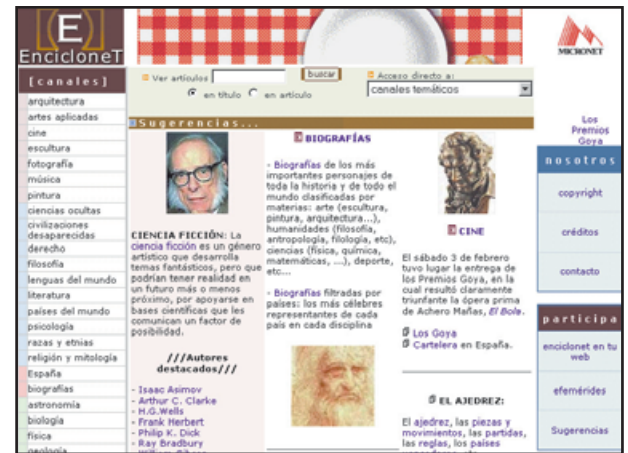 [E]
EncicloneT
MICRONET
[canales]
arquitectura
artes aplicadas
cine
escultura
fotografía
música
pintura
ciencias ocultas
civilizaciones
desaparecidas
derecho
filosofía
lenguas del mundo
literatura
países del mundo
psicología
razas y etnias
religión y mitología
España
biografías
astronomía
biología
física
geología
Ver artículos
buscar
en título
en artículo
Acceso directo a:
canales temáticos
Sugerencias...
CIENCIA FICCIÓN: La
ciencia ficción es un género
artístico que desarrolla
temas fantásticos, pero que
podrían tener realidad en
un futuro más o menos
próximo, por apoyarse en
bases científicas que les
comunican un factor de
posibilidad.
///Autores
destacados///
- Isaac Asimov
- Arthur C. Clarke
- H.G.Wells
- Frank Herbert
- Philip K. Dick
- Ray Bradbury
- William Gibson
BIOGRAFÍAS
- Biografías de los más
importantes personajes de
toda la historia y de todo el
mundo clasificadas por
materias: arte (escultura,
pintura, arquitectura...),
humanidades (filosofía,
antropología, filología, etc),
ciencias (física, química,
matemáticas, ...), deporte,
etc...
- Biografías filtradas por
países: los más célebres
representantes de cada
país en cada disciplina
CINE
El sábado 3 de febrero
tuvo lugar la entrega de
los Premios Goya, en la
cual resultó claramente
triunfante la ópera prima
de Achero Mañas, El Bola.
Los Goya
Cartelera en España.
EL AJEDREZ:
El ajedrez, las piezas y
movimientos, las partidas,
las reglas, los países
Los
Premios
Goya
nosotros
copyright
créditos
contacto
participa
enciclonet en tu
web
efemérides
Sugerencias